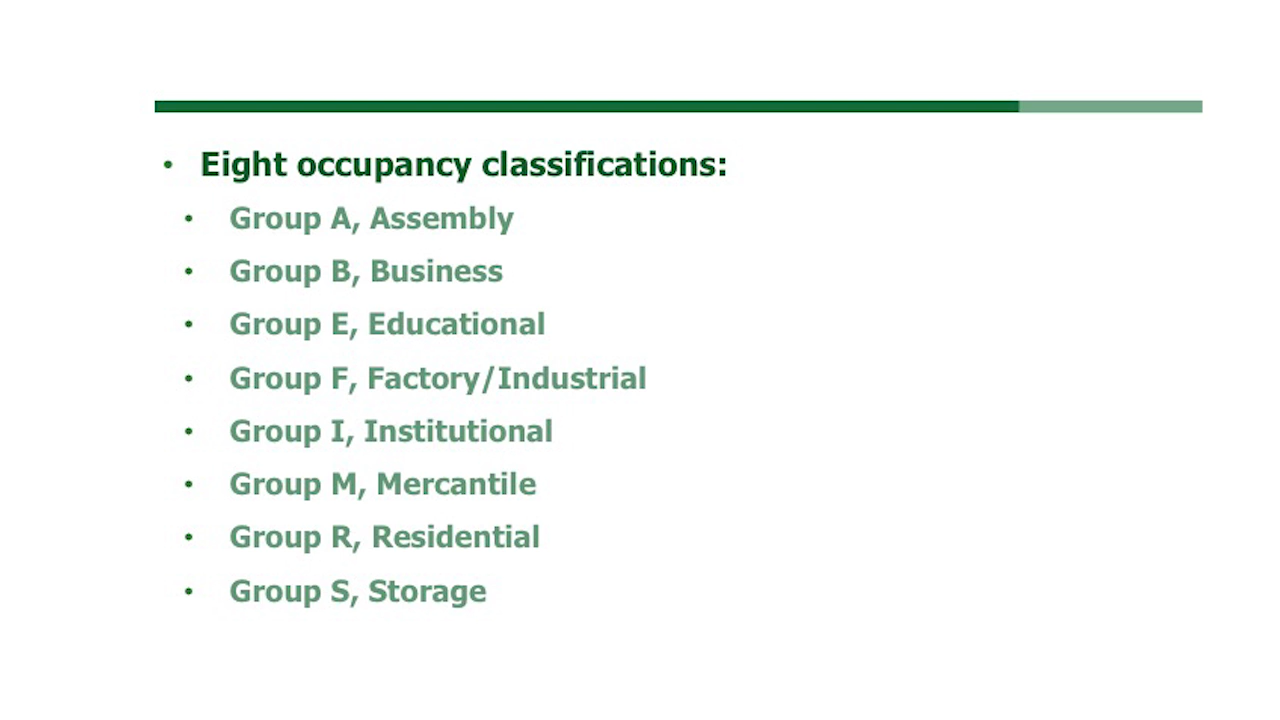 • Eight occupancy classifications:
• Group A, Assembly
• Group B, Business
• Group E, Educational
• Group F, Factory/Industrial
• Group I, Institutional
• Group M, Mercantile
• Group R, Residential
• Group S, Storage